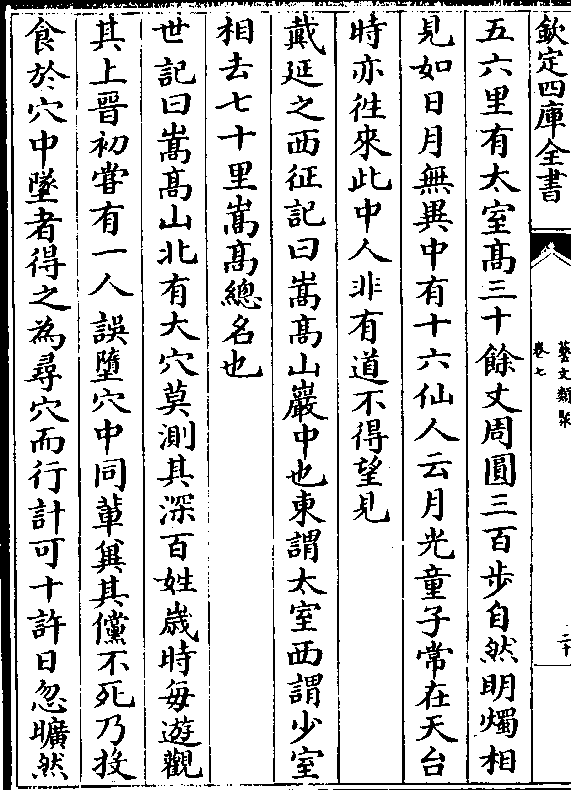 欽定四庫全書
藝文類聚
卷七
二十
五六里有大室髙三十餘丈周圓三百步自然明燭相
見如日月無異中有十六仙人云月光童子常在天台
時亦徃來此中人非有道不得望見
戴延之西征記曰嵩髙山巖中也東謂太室西謂少室
相去七十里嵩髙總名也
世記曰嵩髙山北有大穴莫測其深百姓嵗時每遊觀
其上晉初甞有一人誤墮穴中同輩兾其儻不死乃投
食於穴中墜者得之為尋穴而行計可十許日忽曠然